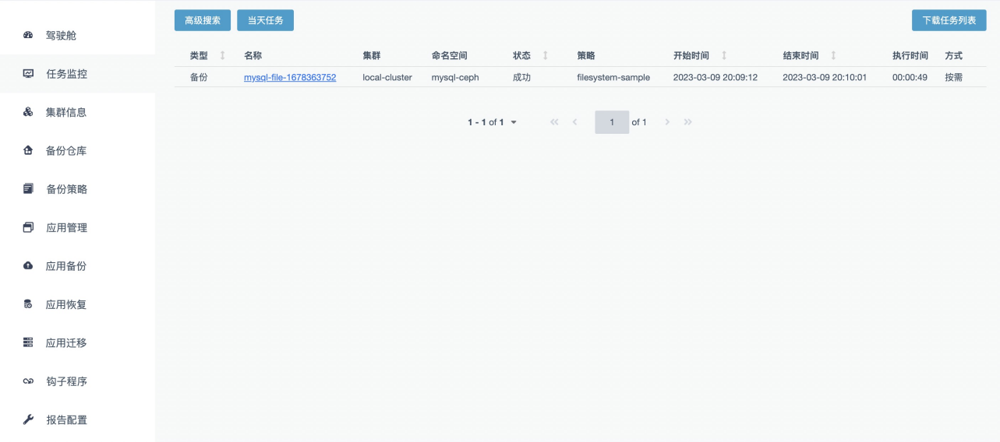 驾驶舱
任务监控
集群信息
备份仓库
备份策略
应用管理
应用备份
应用恢复
应用迁移
钩子程序
报告配置
高级搜索 当天任务 下载任务列表
类型 名称 集群 命名空间 状态 策略 开始时间 结束时间 执行时间 方式
备份 mysql-file-1678363752 local-cluster mysql-ceph 成功 filesystem-sample 2023-03-09 20:09:12 2023-03-09 20:10:01 00:00:49 按需
1 - 1 of 1 1 of 1